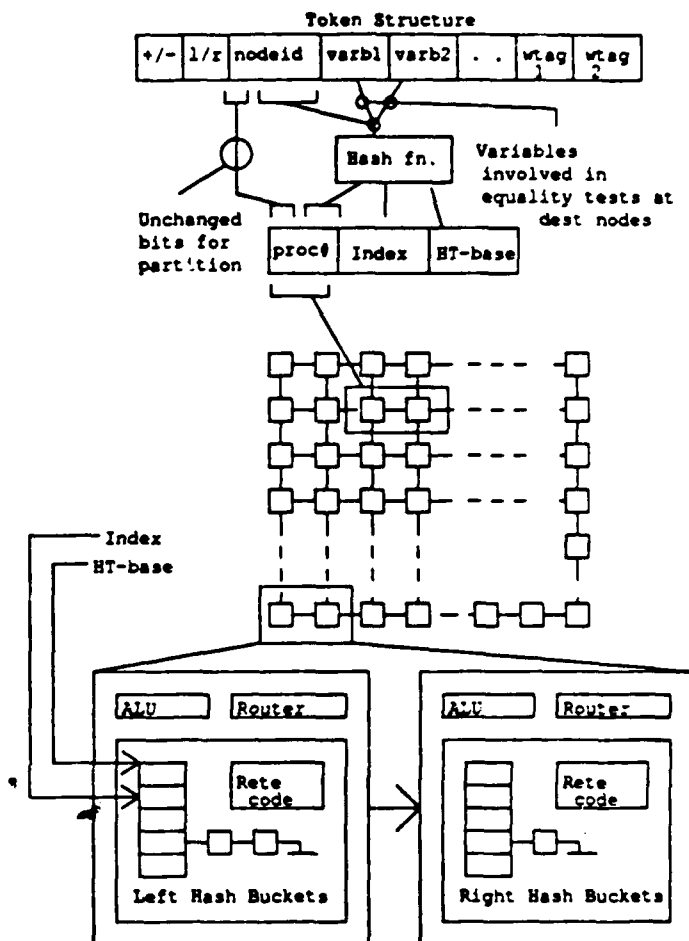 Token Structure
+/- l/r nodeid varb1 varb2 . . wtag 1 wtag 2
Hash fn.
Variables
involved in
equality tests at
dest nodes
Unchanged
bits for
partition
proc# Index HT-base
Index
HT-base
ALU Router ALU Router
Rete
code
Rete
code
Left Hash Buckets Right Hash Buckets